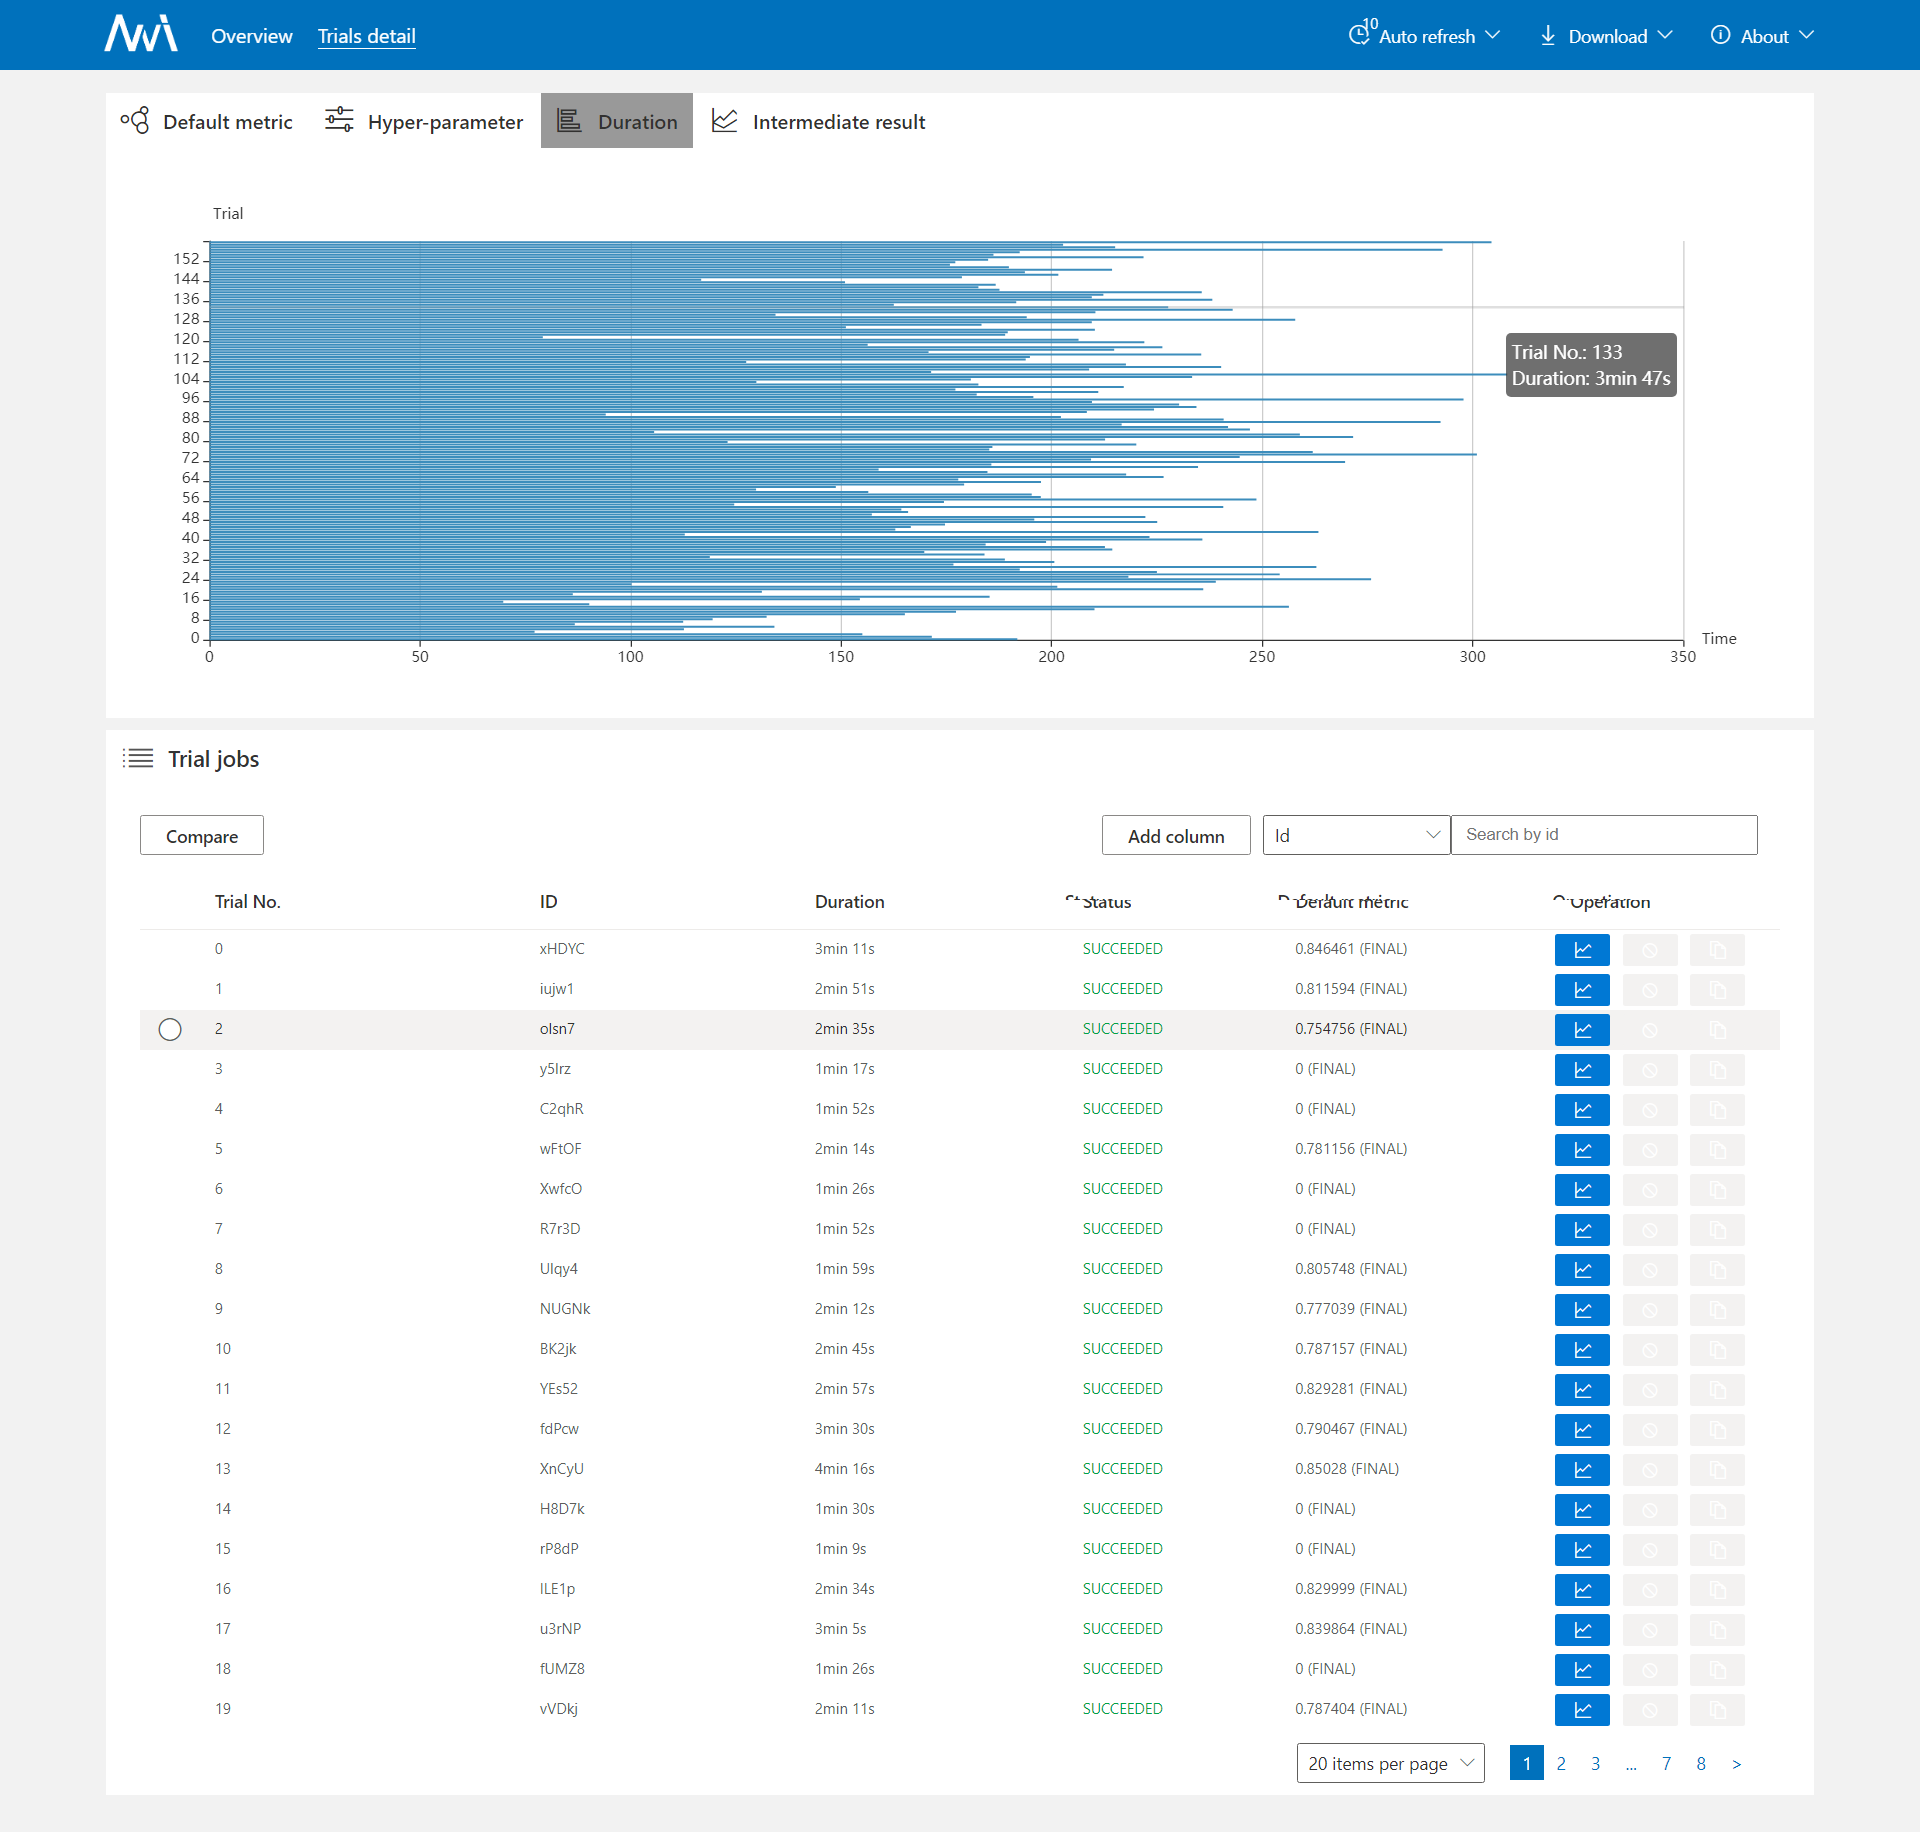 Overview Trials detail 10 Auto refresh Download About
Default metric Hyper-parameter Duration Intermediate result
Trial
152
144
136
128
120
112
104
96
88
80
72
64
56
48
40
32
24
16
8
0
Trial No.: 133
Duration: 3min 47s
Time
0 50 100 150 200 250 300 350
Trial jobs
Compare Add column Id Search by id
Trial No. ID Duration Status Default metric Operation
0 xHDYC 3min 11s SUCCEEDED 0.846461 (FINAL)
1 iujw1 2min 51s SUCCEEDED 0.811594 (FINAL)
2 olsn7 2min 35s SUCCEEDED 0.754756 (FINAL)
3 y5lrz 1min 17s SUCCEEDED 0 (FINAL)
4 C2qhR 1min 52s SUCCEEDED 0 (FINAL)
5 wFtOF 2min 14s SUCCEEDED 0.781156 (FINAL)
6 XwfcO 1min 26s SUCCEEDED 0 (FINAL)
7 R7r3D 1min 52s SUCCEEDED 0 (FINAL)
8 UIqy4 1min 59s SUCCEEDED 0.805748 (FINAL)
9 NUGNk 2min 12s SUCCEEDED 0.777039 (FINAL)
10 BK2jk 2min 45s SUCCEEDED 0.787157 (FINAL)
11 YEs52 2min 57s SUCCEEDED 0.829281 (FINAL)
12 fdPcw 3min 30s SUCCEEDED 0.790467 (FINAL)
13 XnCyU 4min 16s SUCCEEDED 0.85028 (FINAL)
14 H8D7k 1min 30s SUCCEEDED 0 (FINAL)
15 rP8dP 1min 9s SUCCEEDED 0 (FINAL)
16 ILE1p 2min 34s SUCCEEDED 0.829999 (FINAL)
17 u3rNP 3min 5s SUCCEEDED 0.839864 (FINAL)
18 fUMZ8 1min 26s SUCCEEDED 0 (FINAL)
19 vVDkj 2min 11s SUCCEEDED 0.787404 (FINAL)
20 items per page 1 2 3 ... 7 8 >